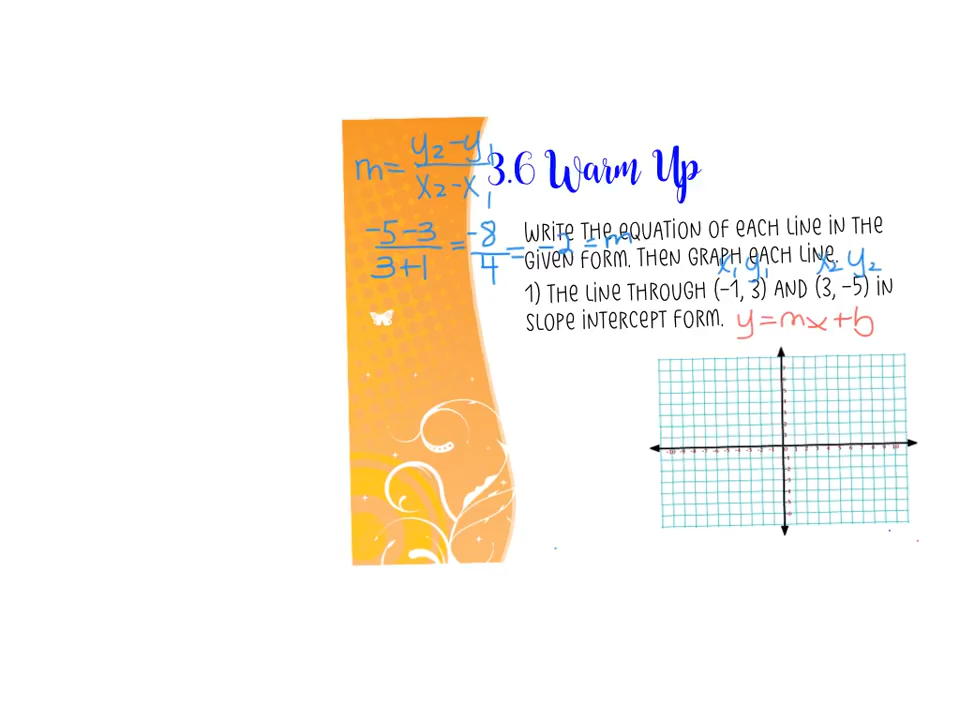 m = y₂ - y₁ / x₂ - x₁
3.6 Warm Up
-5 - 3 / 3 + 1 = -8 / 4 = -2 = m
WRITE THE EQUATION OF EACH LINE IN THE
GIVEN FORM. THEN GRAPH EACH LINE.
x₁ y₁ x₂ y₂
1) THE LINE THROUGH (-1, 3) AND (3, -5) IN
SLOPE INTERCEPT FORM. y = mx + b